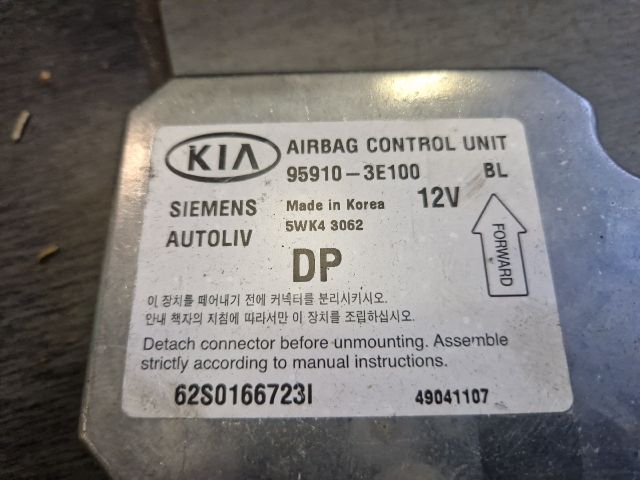 KIA AIRBAG CONTROL UNIT
95910-3E100 BL
SIEMENS Made in Korea 12V
AUTOLIV 5WK4 3062
FORWARD
DP
이 장치를 떼어내기 전에 커넥터를 분리시키시오.
안내 책자의 지침에 따라서만 이 장치를 조립하십시오.
Detach connector before unmounting. Assemble
strictly according to manual instructions.
62S0166723I 49041107